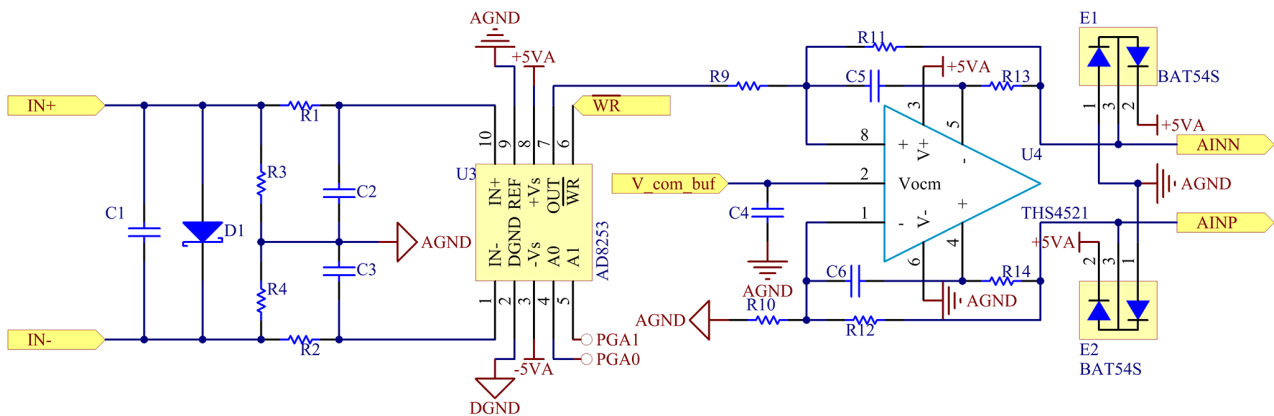 AGND
+5VA
IN+
R1
WR
10
9
8
7
6
U3
IN+
REF
+Vs
OUT
WR
IN-
DGND
-Vs
A0
A1
AD8253
1
2
3
4
5
PGA1
PGA0
-5VA
DGND
C1
D1
R3
R4
C2
C3
AGND
IN-
R2
R9
R11
C5
+5VA
R13
3
5
8
+
V+
-
U4
V_com_buf
2
Vocm
C4
AGND
1
-
V-
+
THS4521
6
4
C6
R14
AGND
AGND
R10
R12
E1
BAT54S
1
3
2
+5VA
AINN
AGND
AINP
+5VA
2
3
1
E2
BAT54S